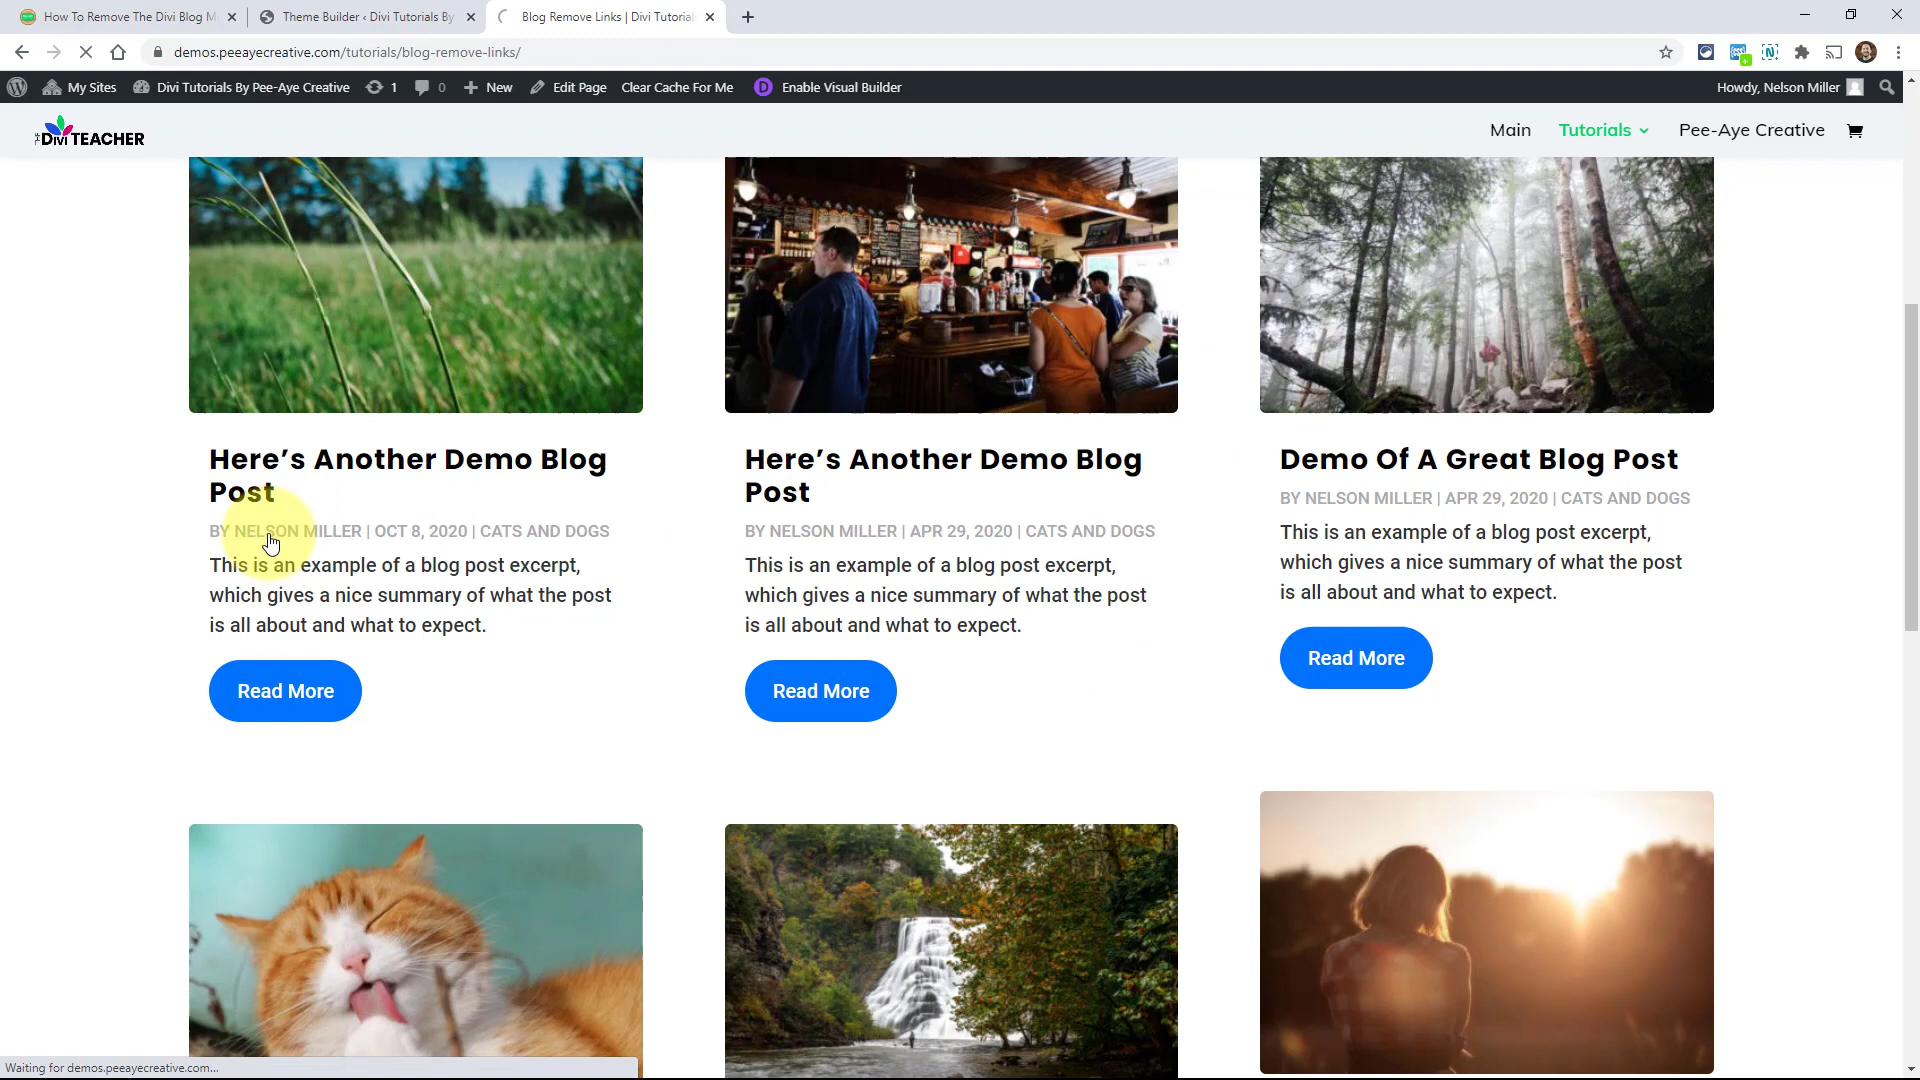 How To Remove The Divi Blog M
Theme Builder ‹ Divi Tutorials By
Blog Remove Links | Divi Tutorial
demos.peeayecreative.com/tutorials/blog-remove-links/
My Sites
Divi Tutorials By Pee-Aye Creative
1
0
New
Edit Page
Clear Cache For Me
Enable Visual Builder
Howdy, Nelson Miller
THE DIVI TEACHER
Main
Tutorials
Pee-Aye Creative
Here's Another Demo Blog
Post
BY NELSON MILLER | OCT 8, 2020 | CATS AND DOGS
This is an example of a blog post excerpt,
which gives a nice summary of what the post
is all about and what to expect.
Read More
Here's Another Demo Blog
Post
BY NELSON MILLER | APR 29, 2020 | CATS AND DOGS
This is an example of a blog post excerpt,
which gives a nice summary of what the post
is all about and what to expect.
Read More
Demo Of A Great Blog Post
BY NELSON MILLER | APR 29, 2020 | CATS AND DOGS
This is an example of a blog post excerpt,
which gives a nice summary of what the post
is all about and what to expect.
Read More
Waiting for demos.peeayecreative.com...